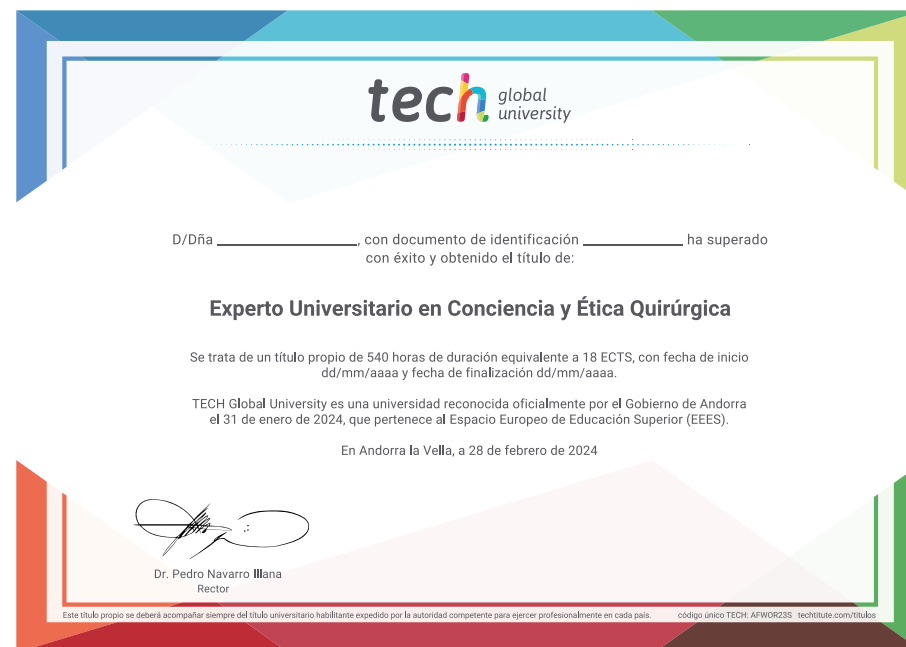 tech global university
D/Dña ____________________, con documento de identificación ______________ ha superado
con éxito y obtenido el título de:
Experto Universitario en Conciencia y Ética Quirúrgica
Se trata de un título propio de 540 horas de duración equivalente a 18 ECTS, con fecha de inicio
dd/mm/aaaa y fecha de finalización dd/mm/aaaa.
TECH Global University es una universidad reconocida oficialmente por el Gobierno de Andorra
el 31 de enero de 2024, que pertenece al Espacio Europeo de Educación Superior (EEES).
En Andorra la Vella, a 28 de febrero de 2024
Dr. Pedro Navarro Illana
Rector
Este título propio se deberá acompañar siempre del título universitario habilitante expedido por la autoridad competente para ejercer profesionalmente en cada país. código único TECH: AFWOR23S techtitute.com/titulos